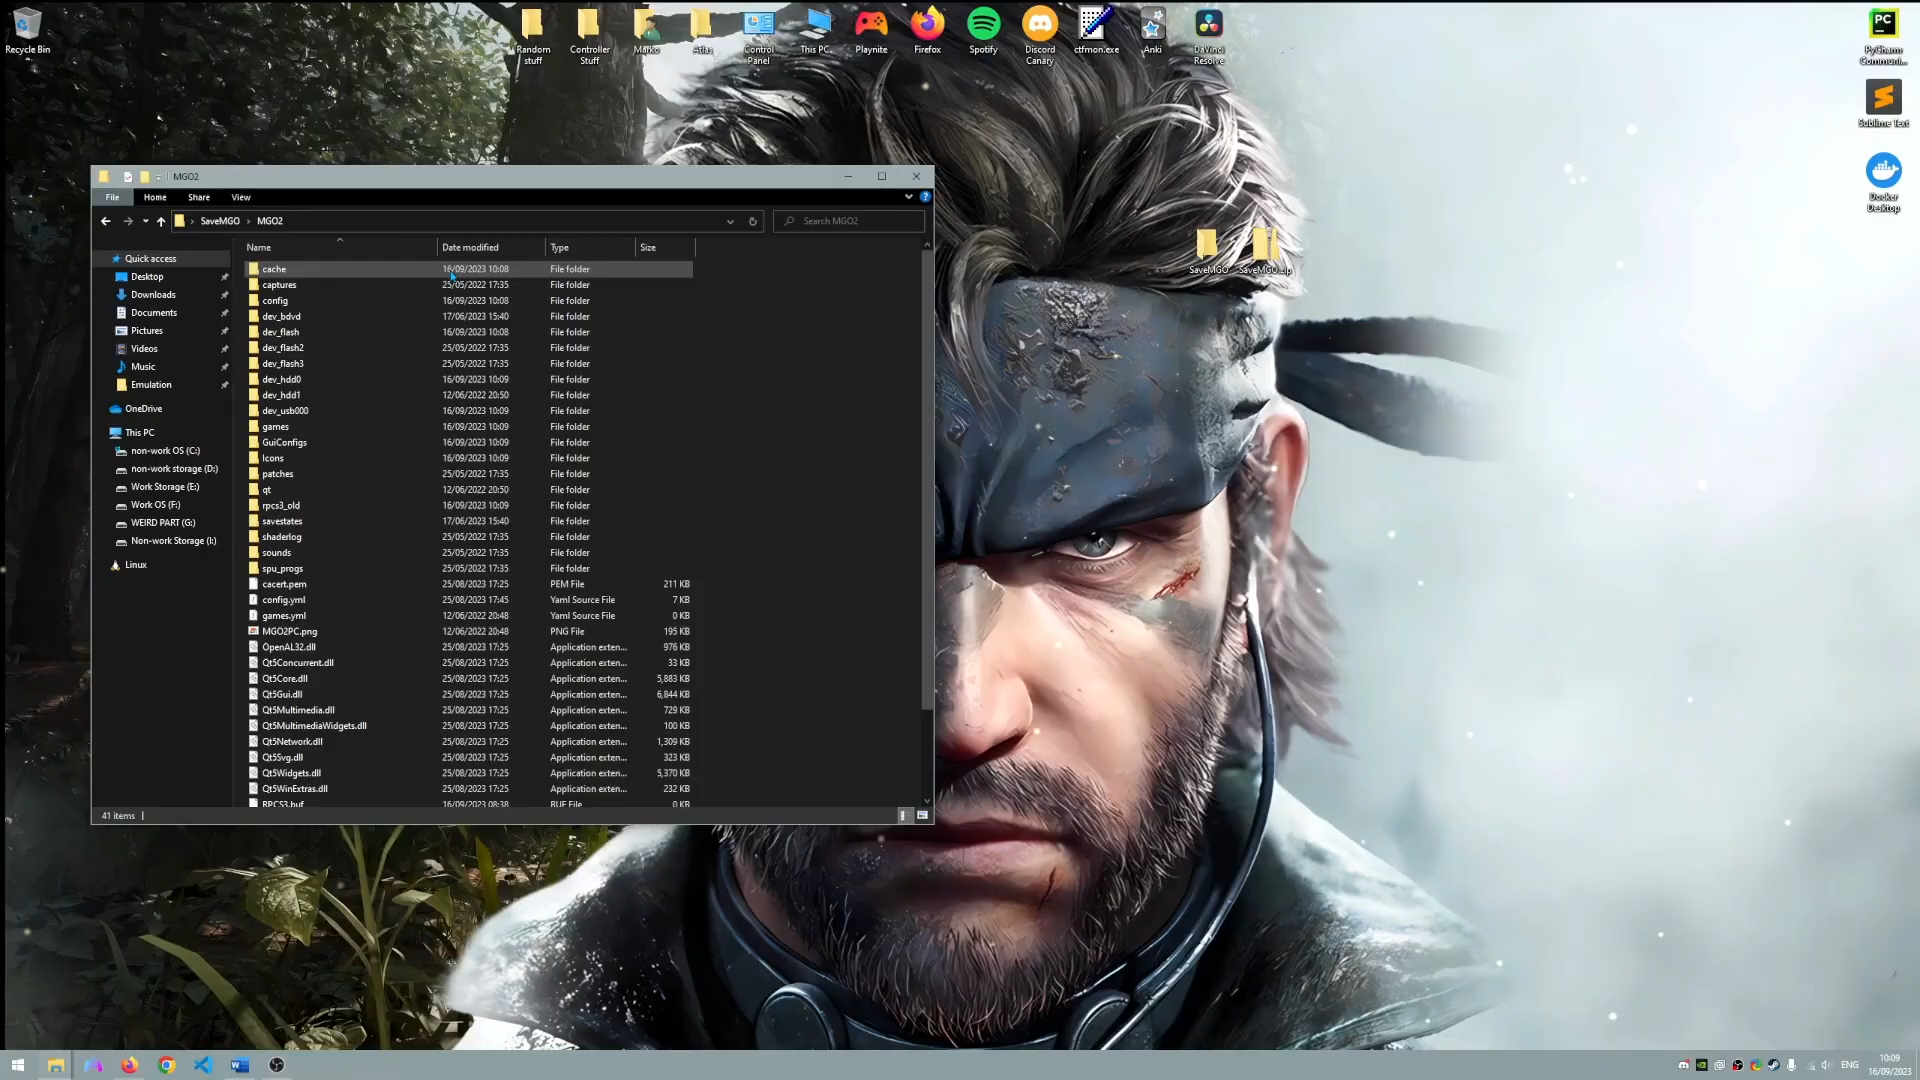 Recycle Bin
Random stuff
Controller Stuff
Marko
Atlas
Control Panel
This PC
Playnite
Firefox
Spotify
Discord Canary
ctfmon.exe
Anki
DaVinci Resolve
PC
PyCharm Communi...
Sublime Text
Docker Desktop
SaveMGO
SaveMGO.zip
MGO2
File Home Share View
SaveMGO › MGO2
Search MGO2
Name Date modified Type Size
Quick access
Desktop
Downloads
Documents
Pictures
Videos
Music
Emulation
OneDrive
This PC
non-work OS (C:)
non-work storage (D:)
Work Storage (E:)
Work OS (F:)
WEIRD PART (G:)
Non-work Storage (I:)
Linux
cache 16/09/2023 10:08 File folder
captures 25/05/2022 17:35 File folder
config 16/09/2023 10:08 File folder
dev_bdvd 17/06/2023 15:40 File folder
dev_flash 16/09/2023 10:08 File folder
dev_flash2 25/05/2022 17:35 File folder
dev_flash3 25/05/2022 17:35 File folder
dev_hdd0 16/09/2023 10:09 File folder
dev_hdd1 12/06/2022 20:50 File folder
dev_usb000 16/09/2023 10:09 File folder
games 16/09/2023 10:09 File folder
GuiConfigs 16/09/2023 10:09 File folder
Icons 16/09/2023 10:09 File folder
patches 25/05/2022 17:35 File folder
qt 12/06/2022 20:50 File folder
rpcs3_old 16/09/2023 10:09 File folder
savestates 17/06/2023 15:40 File folder
shaderlog 25/05/2022 17:35 File folder
sounds 25/05/2022 17:35 File folder
spu_progs 25/05/2022 17:35 File folder
cacert.pem 25/08/2023 17:25 PEM File 211 KB
config.yml 25/08/2023 17:45 Yaml Source File 7 KB
games.yml 12/06/2022 20:48 Yaml Source File 0 KB
MGO2PC.png 12/06/2022 20:48 PNG File 195 KB
OpenAL32.dll 25/08/2023 17:25 Application exten... 976 KB
Qt5Concurrent.dll 25/08/2023 17:25 Application exten... 33 KB
Qt5Core.dll 25/08/2023 17:25 Application exten... 5,883 KB
Qt5Gui.dll 25/08/2023 17:25 Application exten... 6,844 KB
Qt5Multimedia.dll 25/08/2023 17:25 Application exten... 729 KB
Qt5MultimediaWidgets.dll 25/08/2023 17:25 Application exten... 100 KB
Qt5Network.dll 25/08/2023 17:25 Application exten... 1,309 KB
Qt5Svg.dll 25/08/2023 17:25 Application exten... 323 KB
Qt5Widgets.dll 25/08/2023 17:25 Application exten... 5,370 KB
Qt5WinExtras.dll 25/08/2023 17:25 Application exten... 232 KB
RPCS3.buf 16/09/2023 08:38 BUF File 0 KB
41 items
ENG
10:09
16/09/2023